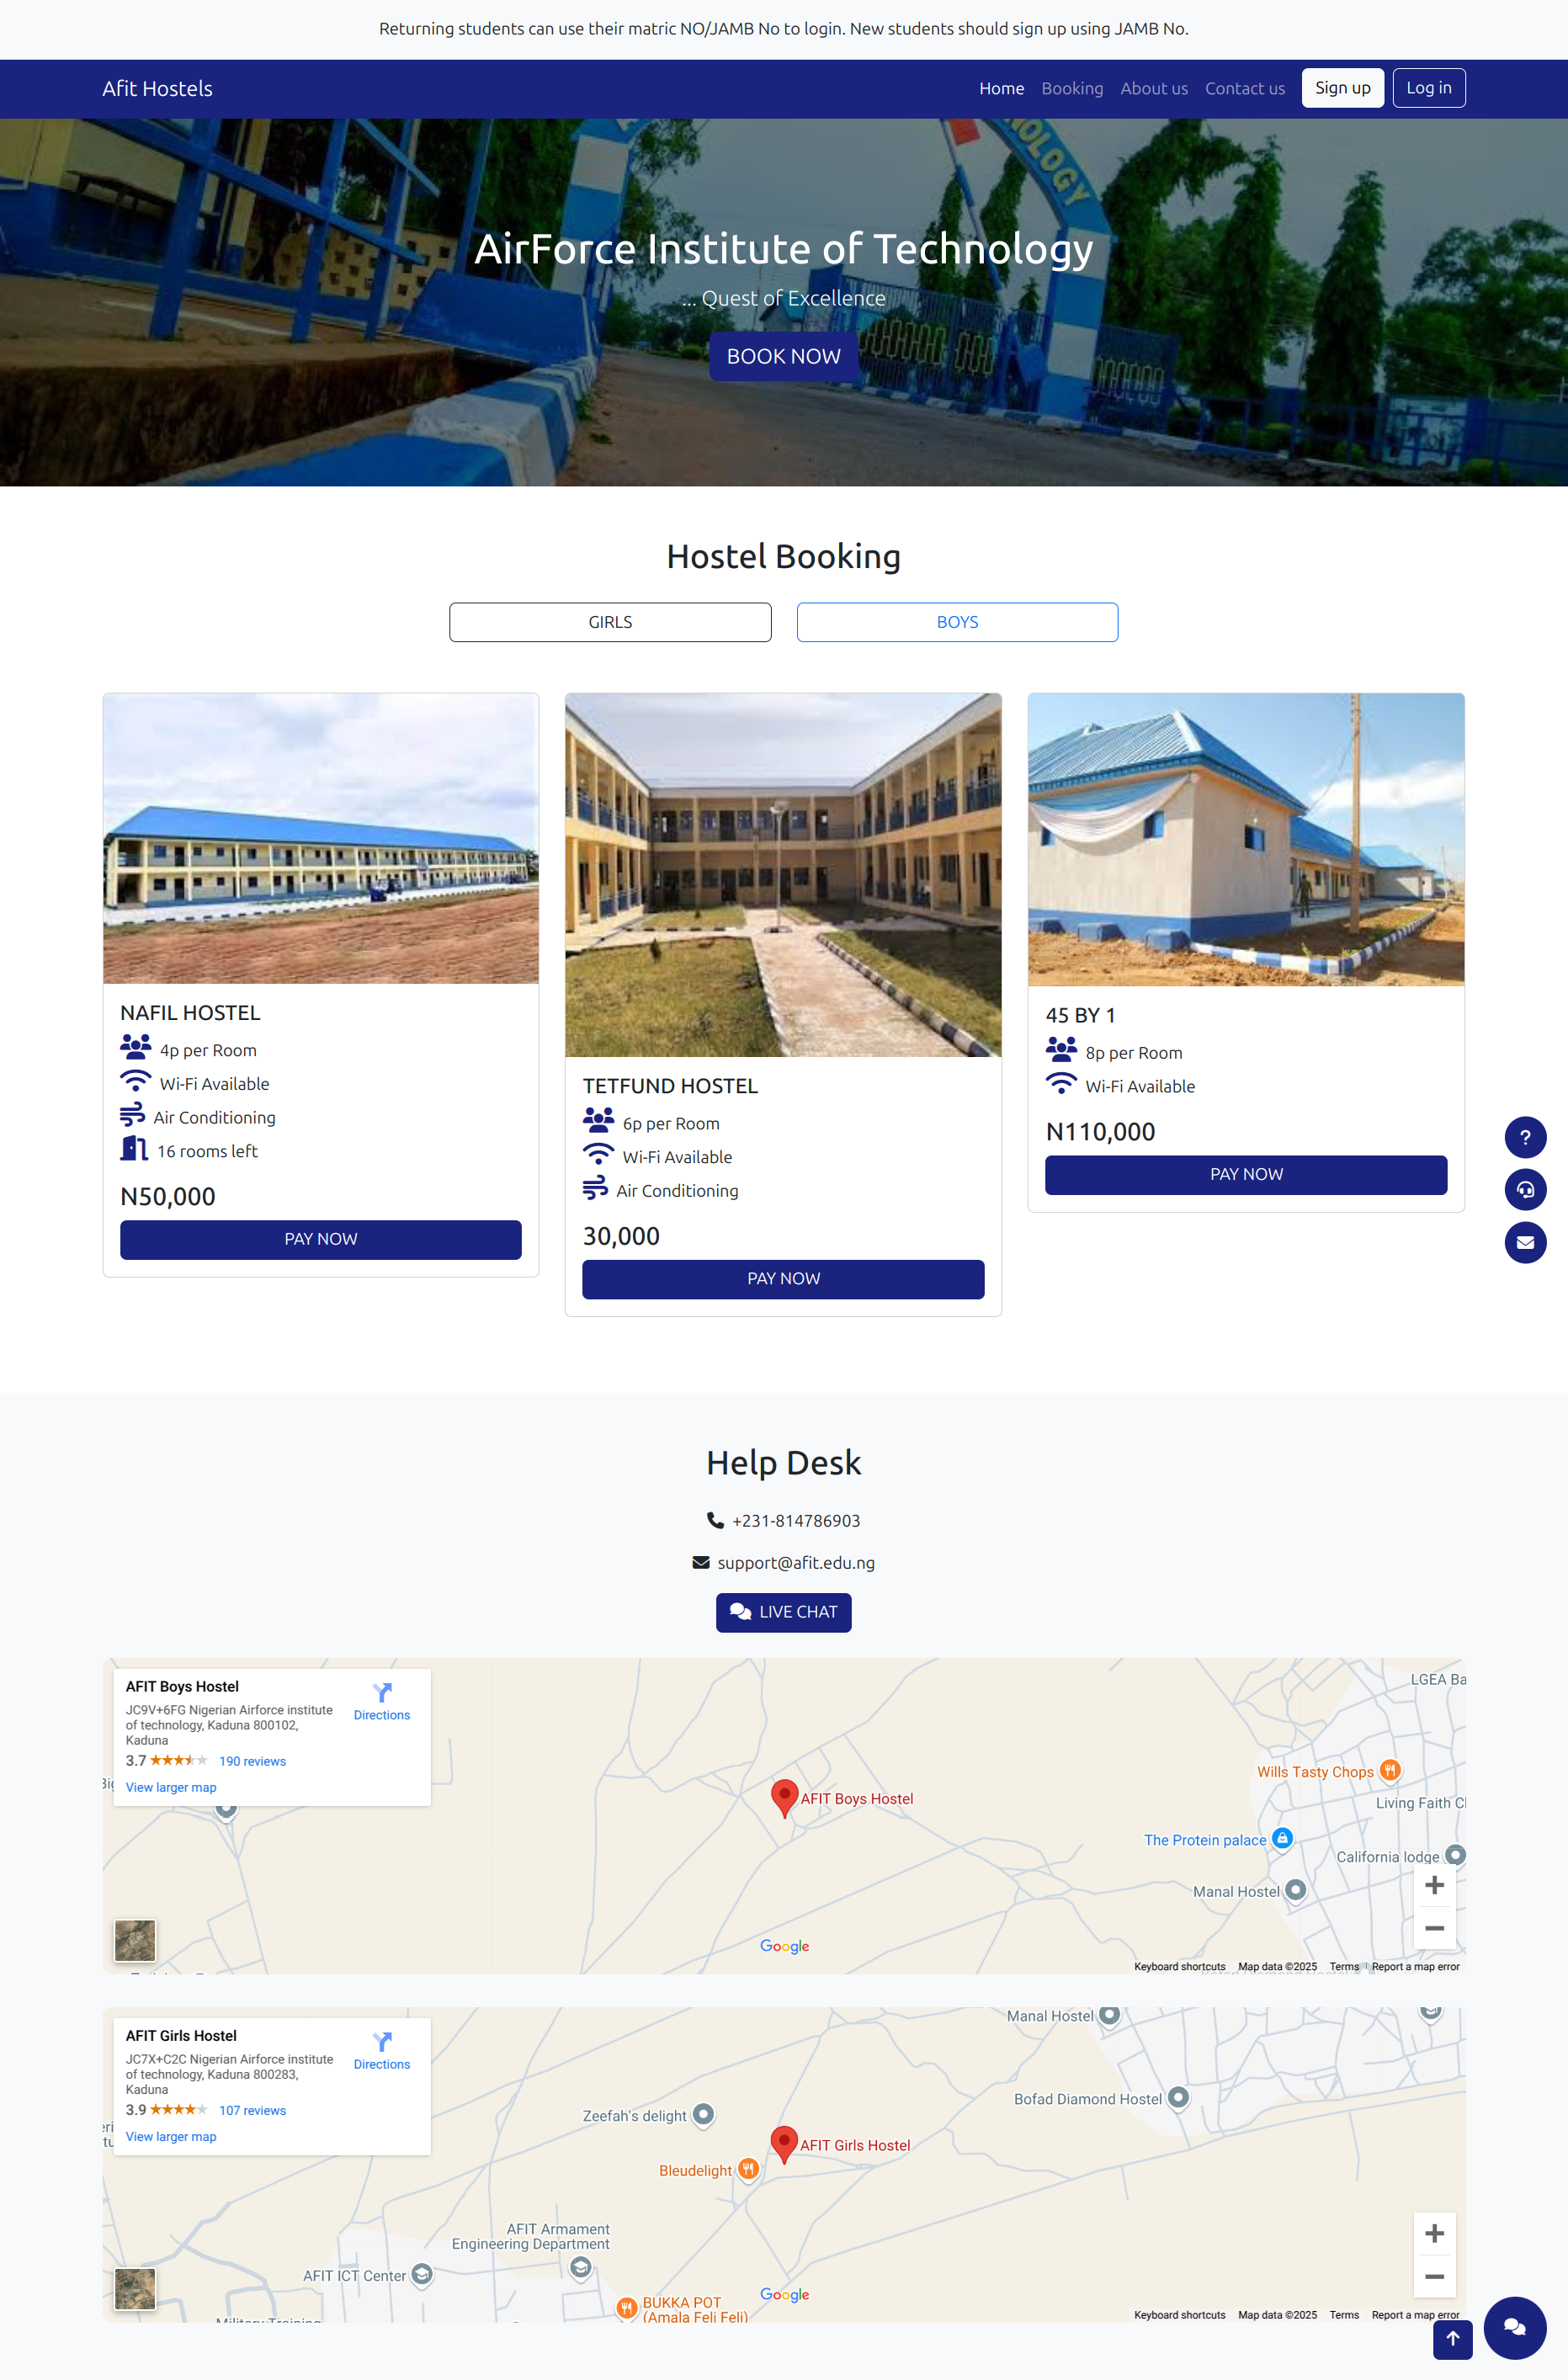 Returning students can use their matric NO/JAMB No to login. New students should sign up using JAMB No.
Afit Hostels
Home
Booking
About us
Contact us
Sign up
Log in
OLOGY
AirForce Institute of Technology
... Quest of Excellence
BOOK NOW
Hostel Booking
GIRLS
BOYS
NAFIL HOSTEL
4p per Room
Wi-Fi Available
Air Conditioning
16 rooms left
N50,000
PAY NOW
TETFUND HOSTEL
6p per Room
Wi-Fi Available
Air Conditioning
30,000
PAY NOW
45 BY 1
8p per Room
Wi-Fi Available
N110,000
PAY NOW
?
Help Desk
+231-814786903
support@afit.edu.ng
LIVE CHAT
AFIT Boys Hostel
JC9V+6FG Nigerian Airforce institute
of technology, Kaduna 800102,
Kaduna
3.7
190 reviews
View larger map
Directions
LGEA Ba
Wills Tasty Chops
AFIT Boys Hostel
Living Faith C
The Protein palace
California lodge
Manal Hostel
Google
Keyboard shortcuts
Map data ©2025
Terms
Report a map error
AFIT Girls Hostel
JC7X+C2C Nigerian Airforce institute
of technology, Kaduna 800283,
Kaduna
3.9
107 reviews
View larger map
Directions
Manal Hostel
Bofad Diamond Hostel
Zeefah's delight
AFIT Girls Hostel
Bleudelight
AFIT Armament
Engineering Department
AFIT ICT Center
BUKKA POT
(Amala Feli Feli)
Military Training
Google
Keyboard shortcuts
Map data ©2025
Terms
Report a map error